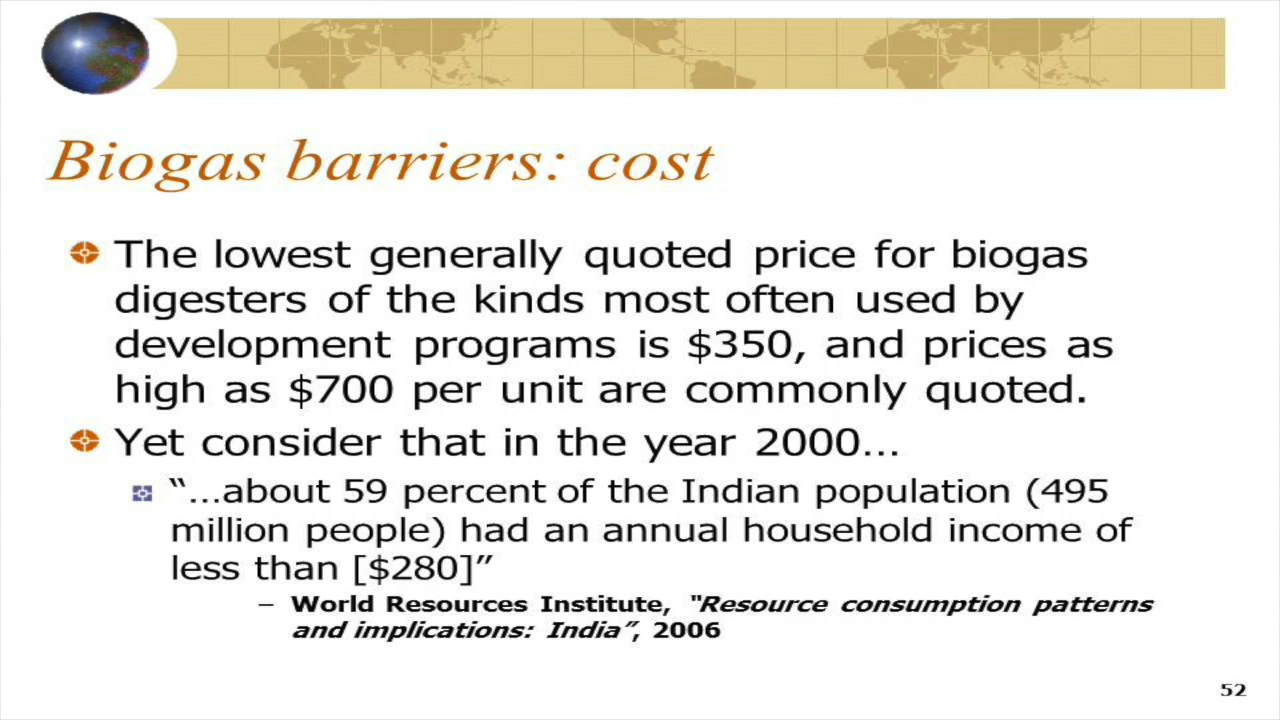 Biogas barriers: cost
The lowest generally quoted price for biogas
digesters of the kinds most often used by
development programs is $350, and prices as
high as $700 per unit are commonly quoted.
Yet consider that in the year 2000…
“…about 59 percent of the Indian population (495
million people) had an annual household income of
less than [$280]”
– World Resources Institute, “Resource consumption patterns
and implications: India”, 2006
52